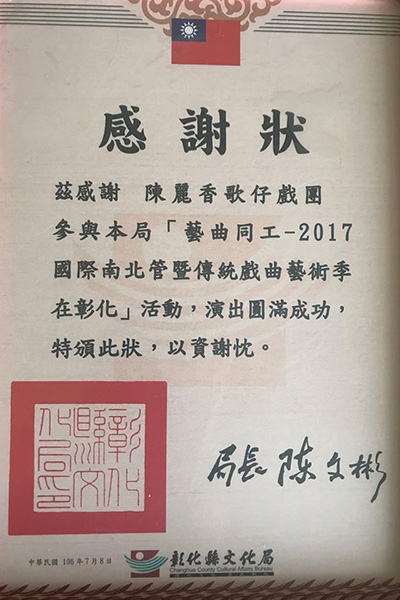 感謝狀
茲感謝 陳麗香歌仔戲團
參與本局「藝曲同工-2017
國際南北管暨傳統戲曲藝術季
在彰化」活動，演出圓滿成功，
特頒此狀，以資謝忱。
彰化
縣文
化局印
局長 陳文彬
中華民國 106年7月8日
彰化縣文化局
Changhua County Cultural Affairs Bureau